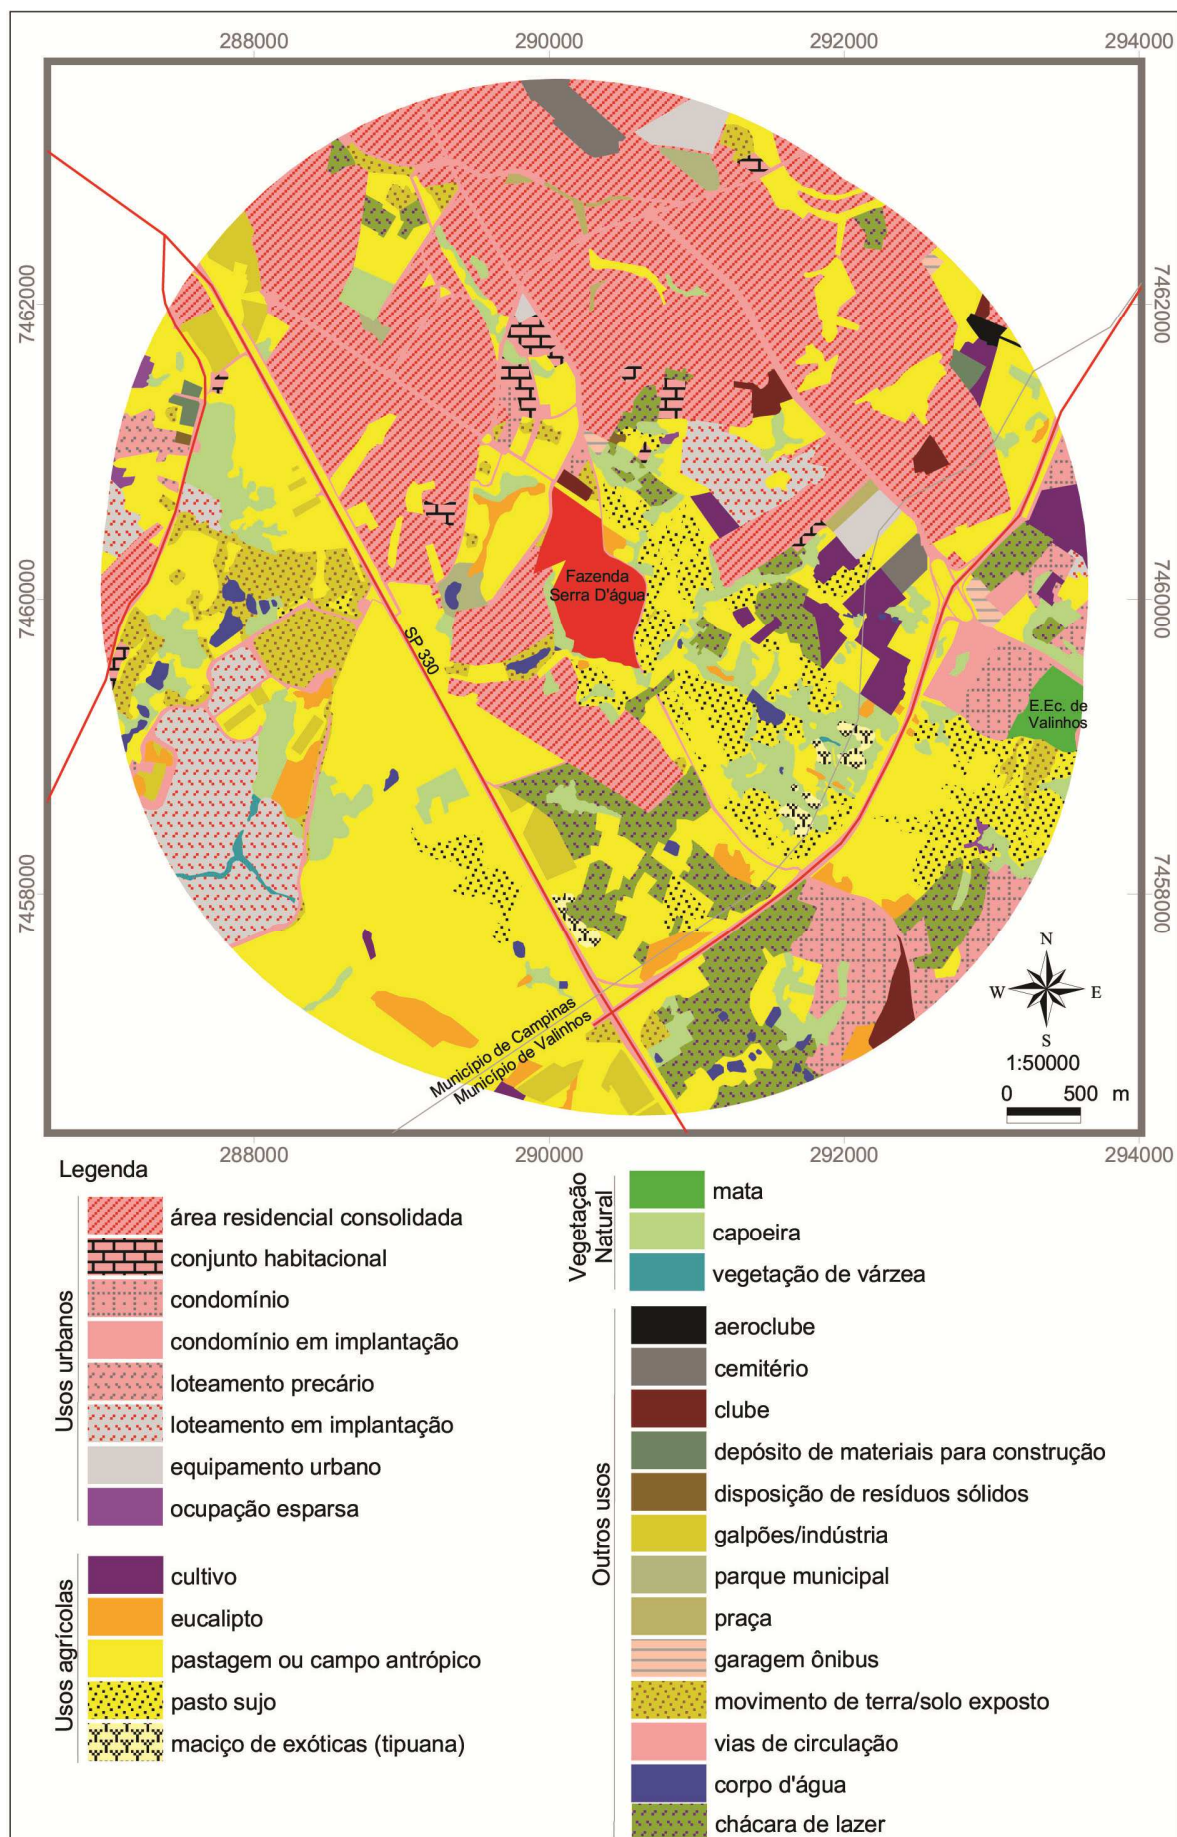 288000
290000
292000
294000
7462000
7462000
7460000
7460000
7458000
7458000
Fazenda
Serra D'água
SP 330
E.Ec. de
Valinhos
Município de Campinas
Município de Valinhos
N
W
E
S
1:50000
0
500
m
288000
290000
292000
294000
Legenda
Usos urbanos
área residencial consolidada
conjunto habitacional
condomínio
condomínio em implantação
loteamento precário
loteamento em implantação
equipamento urbano
ocupação esparsa
Usos agrícolas
cultivo
eucalipto
pastagem ou campo antrópico
pasto sujo
maciço de exóticas (tipuana)
Vegetação
Natural
mata
capoeira
vegetação de várzea
Outros usos
aeroclube
cemitério
clube
depósito de materiais para construção
disposição de resíduos sólidos
galpões/indústria
parque municipal
praça
garagem ônibus
movimento de terra/solo exposto
vias de circulação
corpo d'água
chácara de lazer